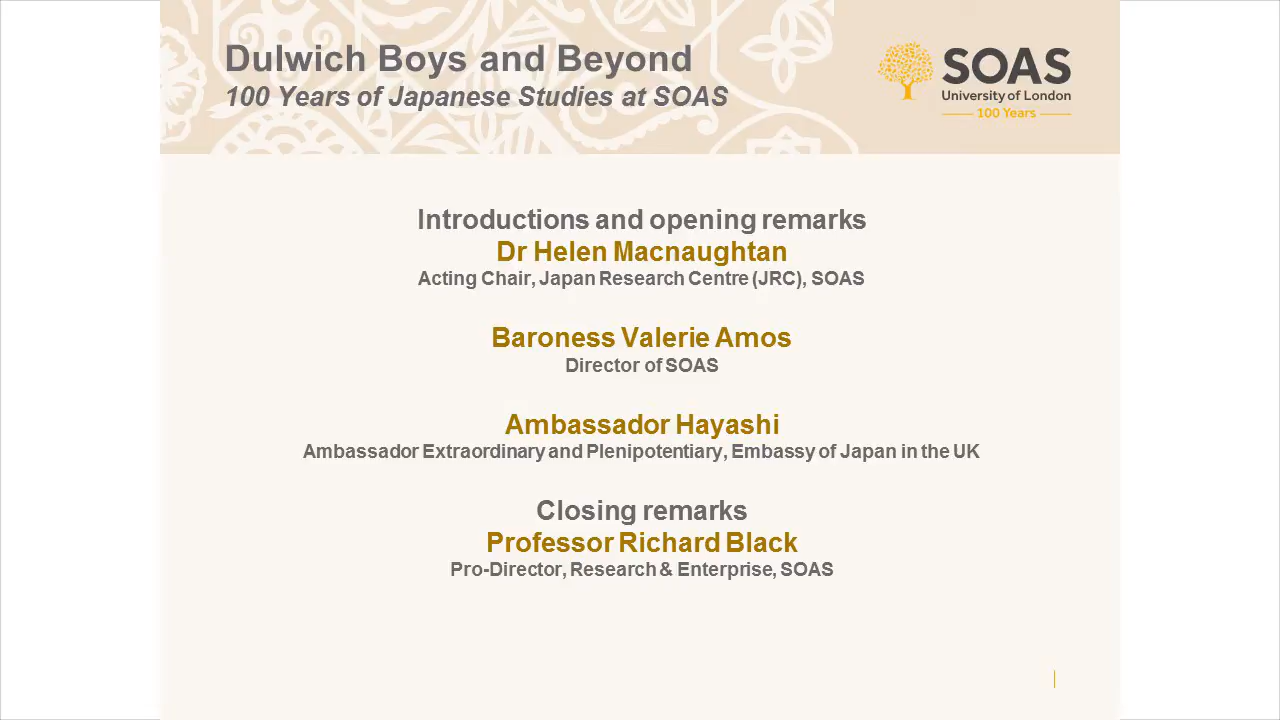 Dulwich Boys and Beyond
100 Years of Japanese Studies at SOAS
SOAS
University of London
100 Years
Introductions and opening remarks
Dr Helen Macnaughtan
Acting Chair, Japan Research Centre (JRC), SOAS
Baroness Valerie Amos
Director of SOAS
Ambassador Hayashi
Ambassador Extraordinary and Plenipotentiary, Embassy of Japan in the UK
Closing remarks
Professor Richard Black
Pro-Director, Research & Enterprise, SOAS